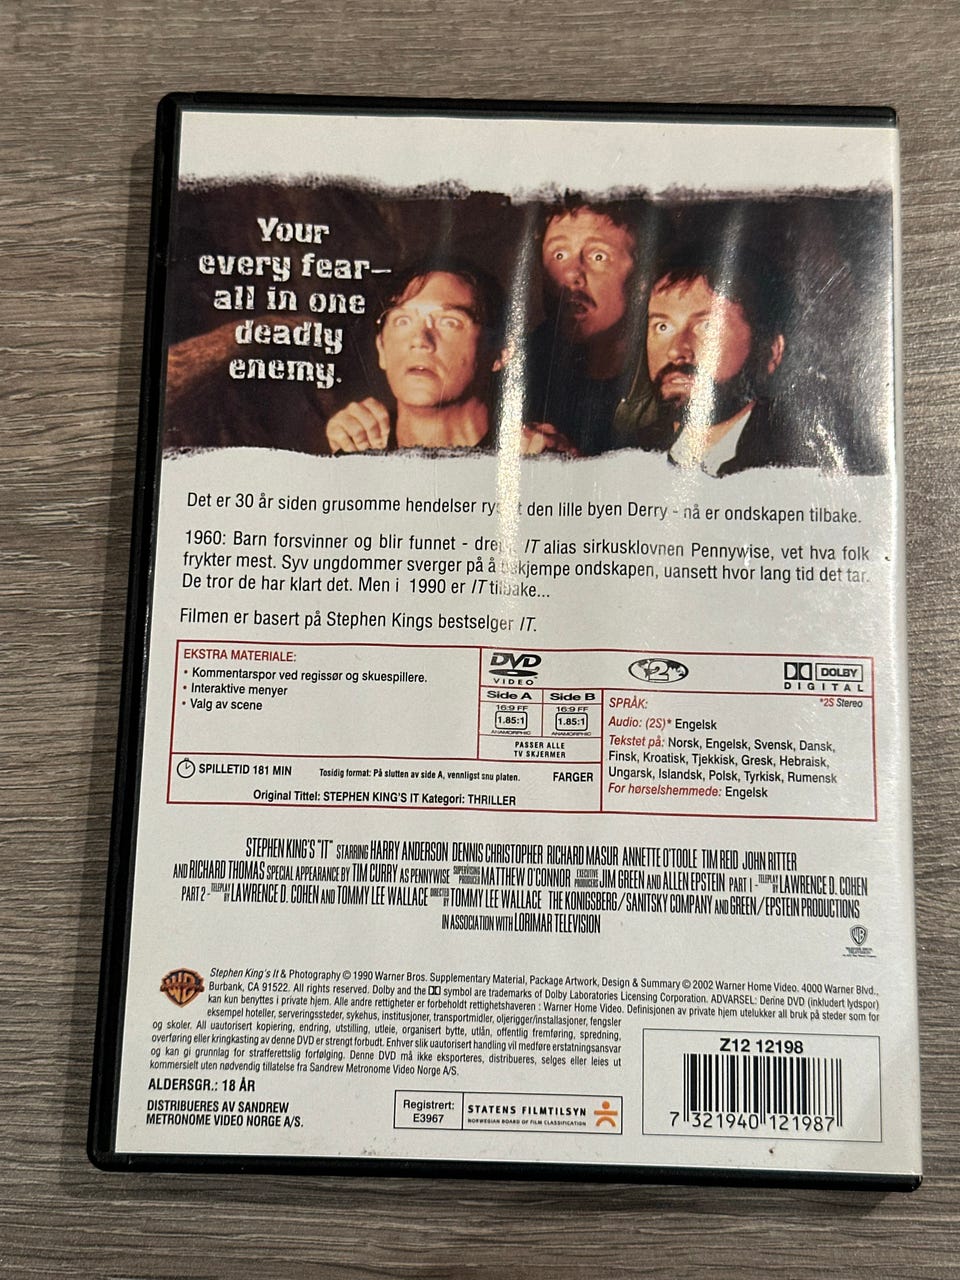 Your
every fear—
all in one
deadly
enemy.
Det er 30 år siden grusomme hendelser den lille byen Derry - nå er ondskapen tilbake.
1960: Barn forsvinner og blir funnet - IT alias sirkusklovnen Pennywise, vet hva folk
frykter mest. Syv ungdommer sverger på å bekjempe ondskapen, uansett hvor lang tid det tar.
De tror de har klart det. Men i 1990 er IT tilbake...
Filmen er basert på Stephen Kings bestselger IT.
EKSTRA MATERIALE:
• Kommentarspor ved regissør og skuespillere.
• Interaktive menyer
• Valg av scene
SPILLETID 181 MIN
Tosidig format: På slutten av side A, vennligst snu platen.
FARGER
Original Tittel: STEPHEN KING'S IT Kategori: THRILLER
DVD
VIDEO
Side A
Side B
16:9 FF
16:9 FF
1.85:1
1.85:1
ANAMORPHIC
ANAMORPHIC
PASSER ALLE
TV SKJERMER
2
DOLBY
DIGITAL
*2S Stereo
SPRÅK:
Audio: (2S)* Engelsk
Tekstet på: Norsk, Engelsk, Svensk, Dansk,
Finsk, Kroatisk, Tjekkisk, Gresk, Hebraisk,
Ungarsk, Islandsk, Polsk, Tyrkisk, Rumensk
For hørselshemmede: Engelsk
STEPHEN KING'S "IT" STARRING HARRY ANDERSON DENNIS CHRISTOPHER RICHARD MASUR ANNETTE O'TOOLE TIM REID JOHN RITTER
AND RICHARD THOMAS SPECIAL APPEARANCE BY TIM CURRY AS PENNYWISE SUPERVISING PRODUCER MATTHEW O'CONNOR EXECUTIVE PRODUCERS JIM GREEN AND ALLEN EPSTEIN PART 1 - TELEPLAY BY LAWRENCE D. COHEN
PART 2 - TELEPLAY BY LAWRENCE D. COHEN AND TOMMY LEE WALLACE DIRECTED BY TOMMY LEE WALLACE THE KONIGSBERG/SANITSKY COMPANY AND GREEN/EPSTEIN PRODUCTIONS
IN ASSOCIATION WITH LORIMAR TELEVISION
Stephen King's It & Photography © 1990 Warner Bros. Supplementary Material, Package Artwork, Design & Summary © 2002 Warner Home Video. 4000 Warner Blvd.,
Burbank, CA 91522. All rights reserved. Dolby and the symbol are trademarks of Dolby Laboratories Licensing Corporation. ADVARSEL: Denne DVD (inkludert lydspor)
kan kun benyttes i private hjem. Alle andre rettigheter er forbeholdt rettighetshaveren : Warner Home Video. Definisjonen av private hjem utelukker all bruk på steder som for
eksempel hoteller, serveringssteder, sykehus, institusjoner, transportmidler, oljerigger/installasjoner, fengsler
og skoler. All uautorisert kopiering, endring, utstilling, utleie, organisert bytte, utlån, offentlig fremføring, spredning,
overføring eller kringkasting av denne DVD er strengt forbudt. Enhver slik uautorisert handling vil medføre erstatningsansvar
og kan gi grunnlag for strafferettslig forfølging. Denne DVD må ikke eksporteres, distribueres, selges eller leies ut
kommersielt uten nødvendig tillatelse fra Sandrew Metronome Video Norge A/S.
ALDERSGR.: 18 ÅR
DISTRIBUERES AV SANDREW
METRONOME VIDEO NORGE A/S.
Registrert:
E3967
STATENS FILMTILSYN
NORWEGIAN BOARD OF FILM CLASSIFICATION
Z12 12198
7 321940 121987